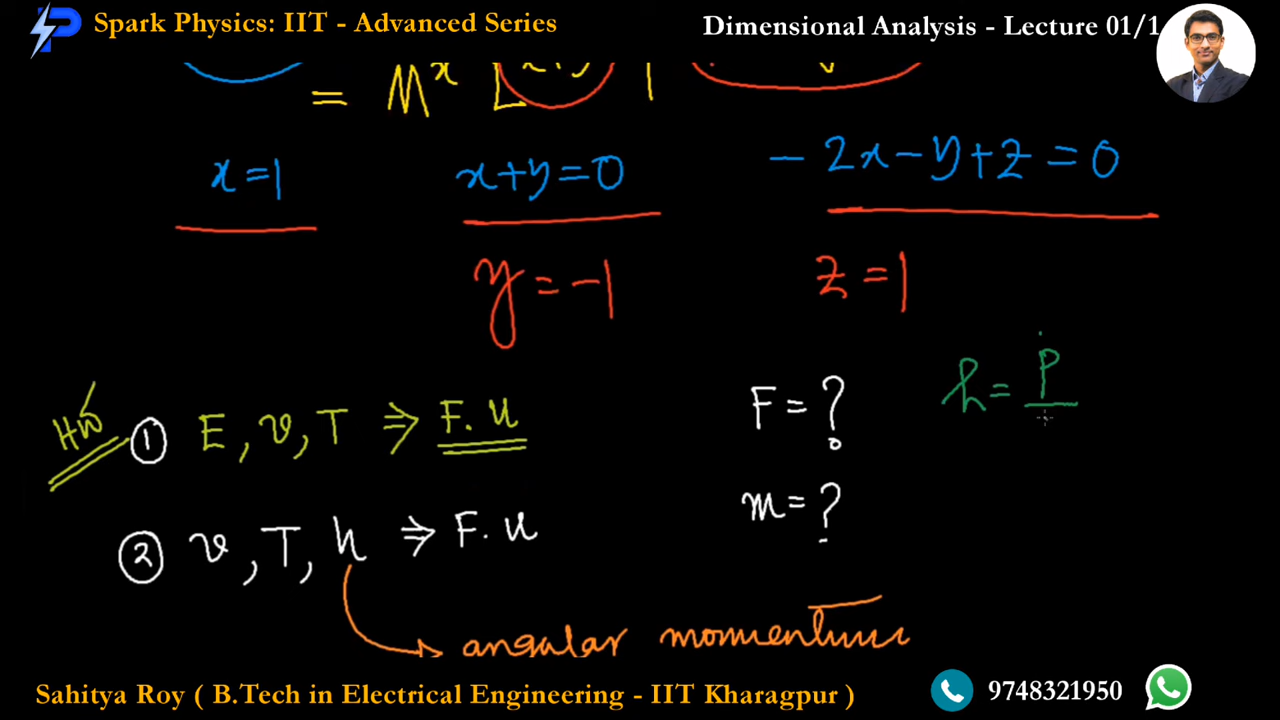 Spark Physics: IIT - Advanced Series
Dimensional Analysis - Lecture 01/1
= M^x L^{x+y} T
x=1 x+y=0 - 2x-y+z=0
y=-1 z=1
HW ① E, v, T ⇒ F.U F=? h= P
② v, T, h ⇒ F.U m=?
angular momentum
Sahitya Roy ( B.Tech in Electrical Engineering - IIT Kharagpur ) 9748321950